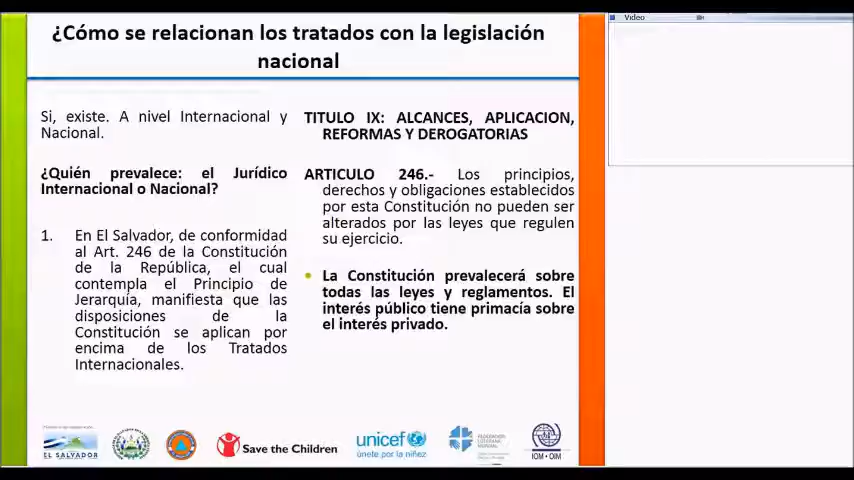 ¿Cómo se relacionan los tratados con la legislación
nacional
Si, existe. A nivel Internacional y
Nacional.
¿Quién prevalece: el Jurídico
Internacional o Nacional?
1. En El Salvador, de conformidad
al Art. 246 de la Constitución
de la República, el cual
contempla el Principio de
Jerarquía, manifiesta que las
disposiciones de la
Constitución se aplican por
encima de los Tratados
Internacionales.
TITULO IX: ALCANCES, APLICACION,
REFORMAS Y DEROGATORIAS
ARTICULO 246.- Los principios,
derechos y obligaciones establecidos
por esta Constitución no pueden ser
alterados por las leyes que regulen
su ejercicio.
• La Constitución prevalecerá sobre
todas las leyes y reglamentos. El
interés público tiene primacía sobre
el interés privado.
EL SALVADOR
Save the Children
unicef
únete por la niñez
FEDERACIÓN
LUTERANA
MUNDIAL
IOM • OIM
Video